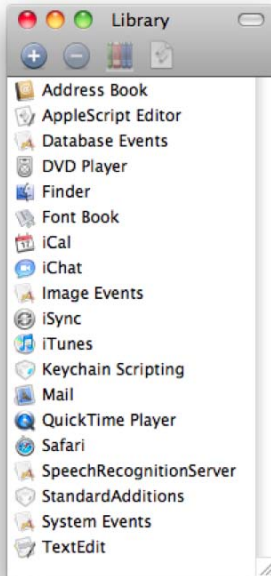 Library
Address Book
AppleScript Editor
Database Events
DVD Player
Finder
Font Book
iCal
iChat
Image Events
iSync
iTunes
Keychain Scripting
Mail
QuickTime Player
Safari
SpeechRecognitionServer
StandardAdditions
System Events
TextEdit